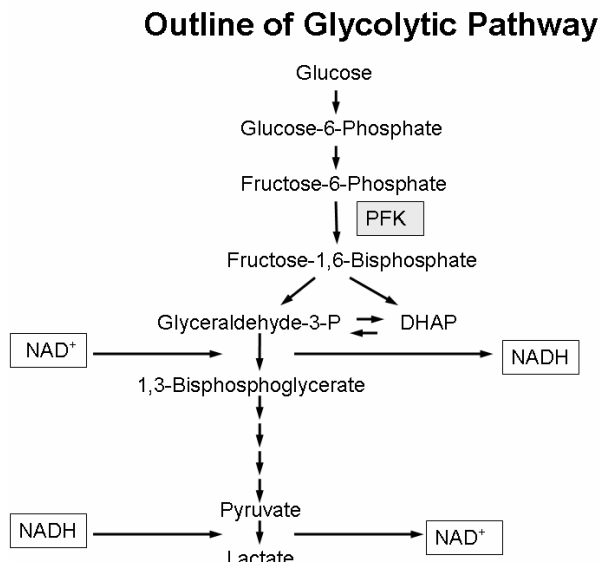 Outline of Glycolytic Pathway
Glucose
Glucose-6-Phosphate
Fructose-6-Phosphate
PFK
Fructose-1,6-Bisphosphate
Glyceraldehyde-3-P
DHAP
NAD⁺
NADH
1,3-Bisphosphoglycerate
Pyruvate
NADH
NAD⁺
Lactate